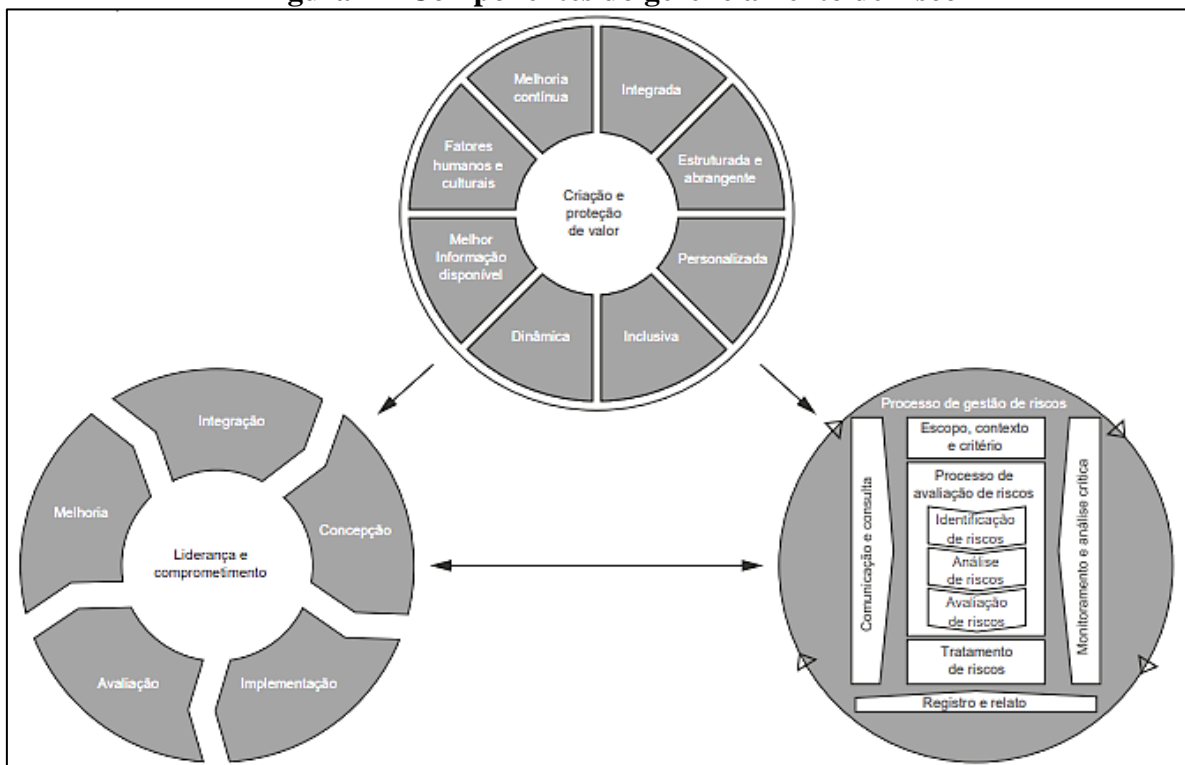 Melhoria
contínua
Integrada
Fatores
humanos e
culturais
Estruturada e
abrangente
Criação e
proteção
de valor
Melhor
Informação
disponível
Personalizada
Dinâmica
Inclusiva
Integração
Melhoria
Concepção
Liderança e
comprometimento
Avaliação
Implementação
Processo de gestão de riscos
Escopo, contexto
e critério
Comunicação e consulta
Processo de
avaliação de riscos
Identificação
de riscos
Análise
de riscos
Avaliação
de riscos
Monitoramento e análise crítica
Tratamento
de riscos
Registro e relato